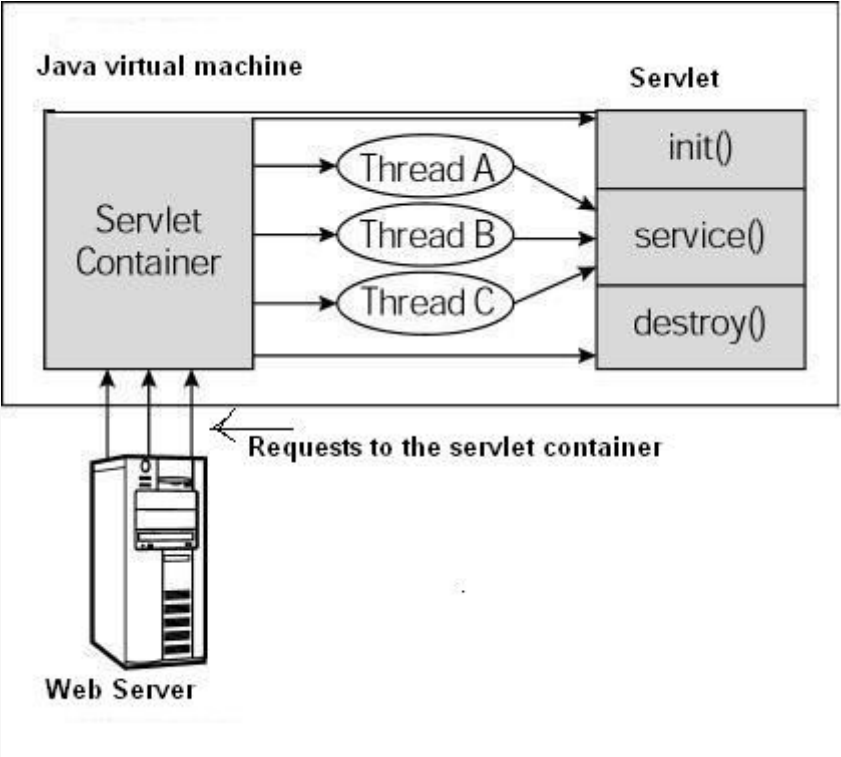 Java virtual machine
Servlet
Servlet
Container
Thread A
Thread B
Thread C
init()
service()
destroy()
Requests to the servlet container
Web Server